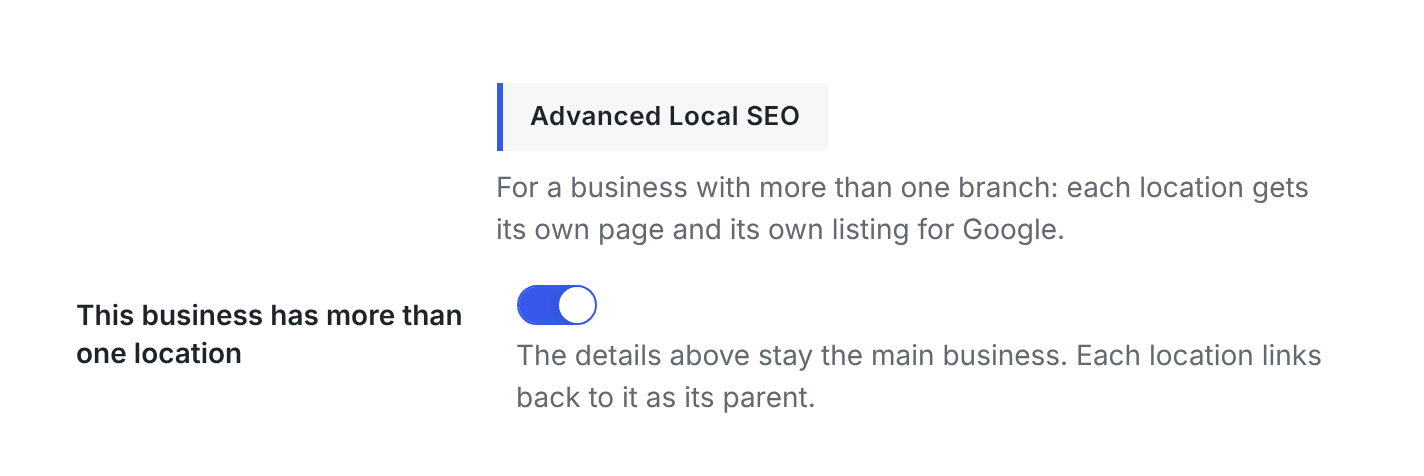 Advanced Local SEO
For a business with more than one branch: each location gets
its own page and its own listing for Google.
This business has more than
one location
The details above stay the main business. Each location links
back to it as its parent.